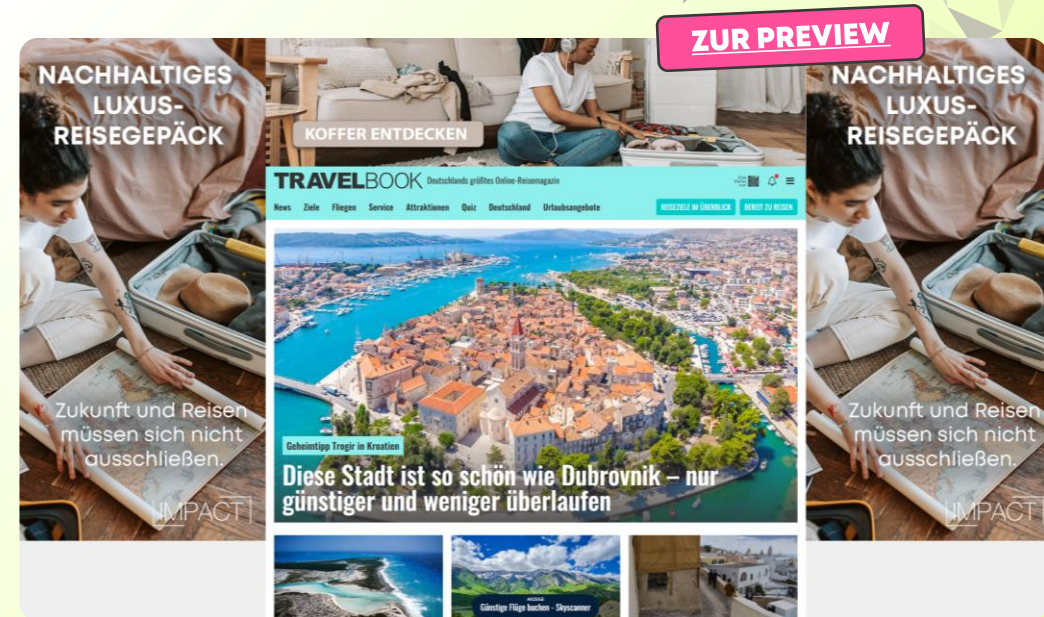 ZUR PREVIEW
NACHHALTIGES
LUXUS-
REISEGEPÄCK
KOFFER ENTDECKEN
NACHHALTIGES
LUXUS-
REISEGEPÄCK
TRAVELBOOK Deutschlands größtes Online-Reisemagazin
News Ziele Fliegen Service Attraktionen Quiz Deutschland Urlaubsangebote REISEZIELE IM ÜBERBLICK BEREIT ZU REISEN
Zukunft und Reisen
müssen sich nicht
ausschließen.
IMPACT
Geheimtipp Trogir in Kroatien
Diese Stadt ist so schön wie Dubrovnik – nur
günstiger und weniger überlaufen
Zukunft und Reisen
müssen sich nicht
ausschließen.
IMPACT
ANZEIGE
Günstige Flüge buchen - Skyscanner